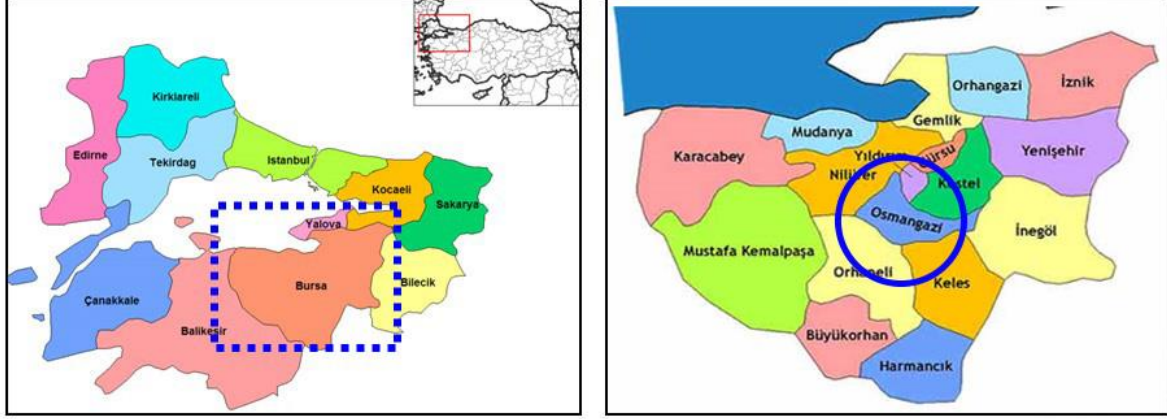 Kirklareli
Edirne
Tekirdag
Istanbul
Kocaeli
Sakarya
Yalova
Bursa
Bilecik
Çanakkale
Balikesir
Orhangazi
İznik
Gemlik
Mudanya
Karacabey
Yıldırım
Gürsu
Yenişehir
Nilüfer
Kestel
Osmangazi
İnegöl
Mustafa Kemalpaşa
Orhaneli
Keles
Büyükorhan
Harmancık